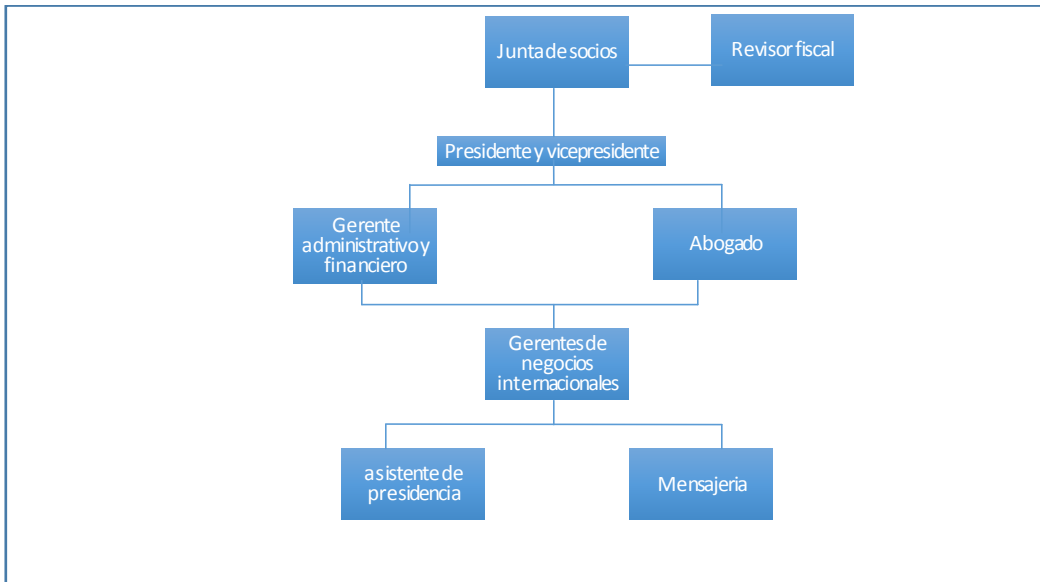 Junta de socios
Revisor fiscal
Presidente y vicepresidente
Gerente
administrativo y
financiero
Abogado
Gerentes de
negocios
internacionales
asistente de
presidencia
Mensajeria